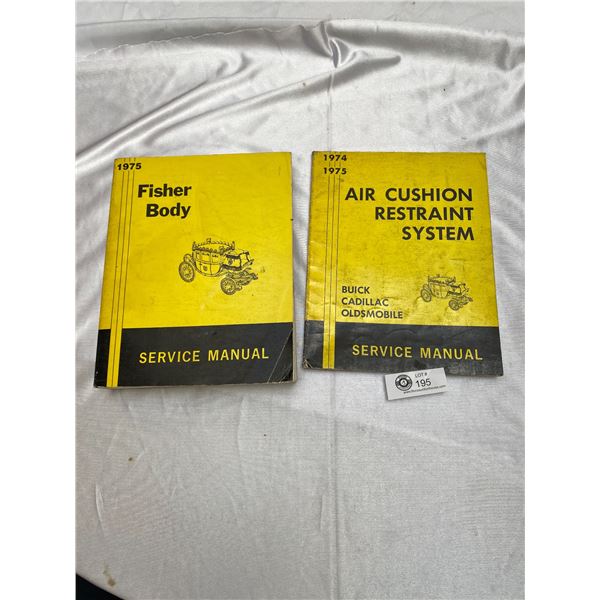 1975
Fisher
Body
SERVICE MANUAL
1974
1975
AIR CUSHION
RESTRAINT
SYSTEM
BUICK
CADILLAC
OLDSMOBILE
SERVICE MANUAL
LOT #
195